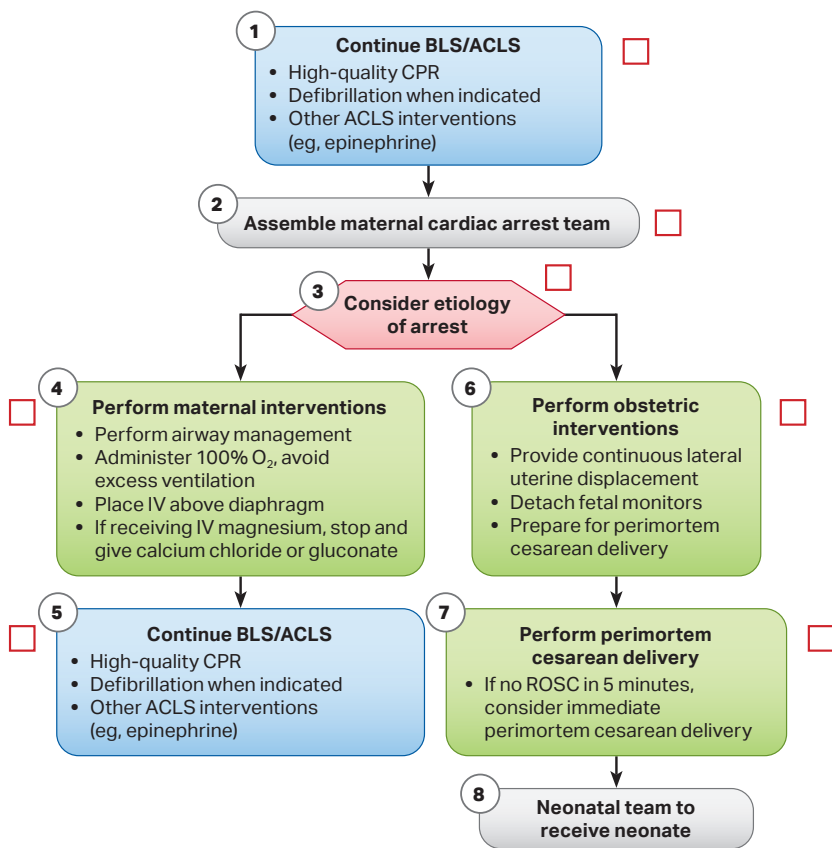 1
Continue BLS/ACLS
• High-quality CPR
• Defibrillation when indicated
• Other ACLS interventions
(eg, epinephrine)
2
Assemble maternal cardiac arrest team
3
Consider etiology
of arrest
4
Perform maternal interventions
• Perform airway management
• Administer 100% O₂, avoid
excess ventilation
• Place IV above diaphragm
• If receiving IV magnesium, stop and
give calcium chloride or gluconate
5
Continue BLS/ACLS
• High-quality CPR
• Defibrillation when indicated
• Other ACLS interventions
(eg, epinephrine)
6
Perform obstetric
interventions
• Provide continuous lateral
uterine displacement
• Detach fetal monitors
• Prepare for perimortem
cesarean delivery
7
Perform perimortem
cesarean delivery
• If no ROSC in 5 minutes,
consider immediate
perimortem cesarean delivery
8
Neonatal team to
receive neonate